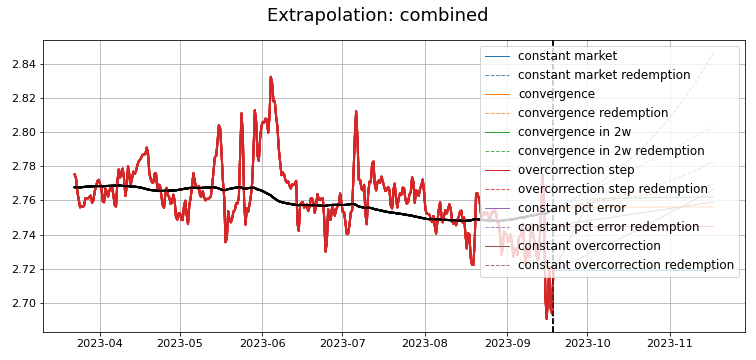 Extrapolation: combined
2.84
2.82
2.80
2.78
2.76
2.74
2.72
2.70
constant market
constant market redemption
convergence
convergence redemption
convergence in 2w
convergence in 2w redemption
overcorrection step
overcorrection step redemption
constant pct error
constant pct error redemption
constant overcorrection
constant overcorrection redemption
2023-04 2023-05 2023-06 2023-07 2023-08 2023-09 2023-10 2023-11